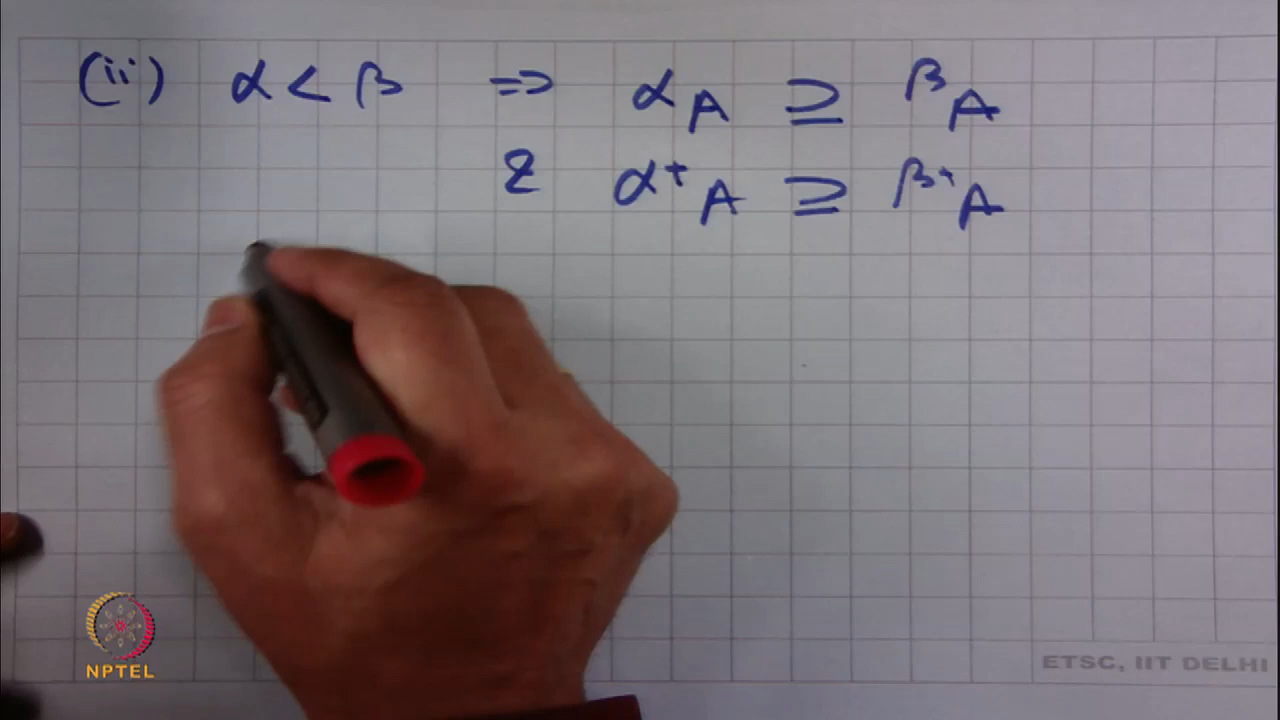 (ii) α < β ⇒ αA ⊇ βA
& α+A ⊇ β+A
NPTEL
ETSC, IIT DELHI